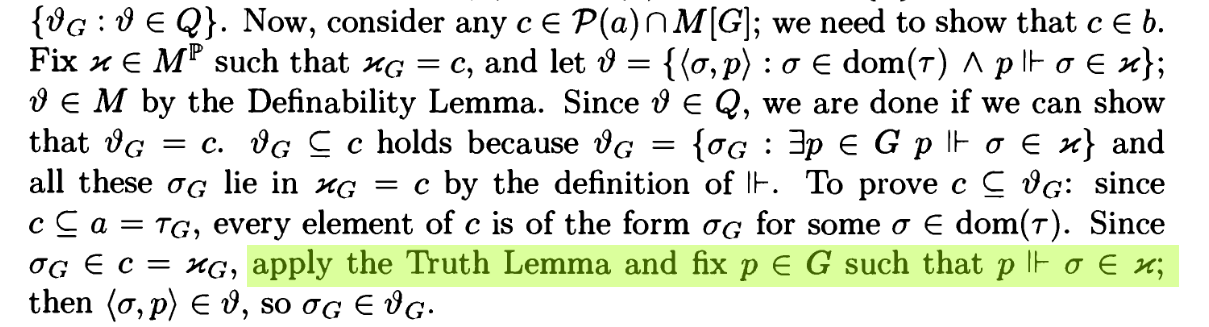 {ϑ_G : ϑ ∈ Q}. Now, consider any c ∈ 𝒫(a)∩M[G]; we need to show that c ∈ b.
Fix ϰ ∈ M^ℙ such that ϰ_G = c, and let ϑ = {⟨σ, p⟩ : σ ∈ dom(τ) ∧ p ⊩ σ ∈ ϰ};
ϑ ∈ M by the Definability Lemma. Since ϑ ∈ Q, we are done if we can show
that ϑ_G = c. ϑ_G ⊆ c holds because ϑ_G = {σ_G : ∃p ∈ G p ⊩ σ ∈ ϰ} and
all these σ_G lie in ϰ_G = c by the definition of ⊩. To prove c ⊆ ϑ_G: since
c ⊆ a = τ_G, every element of c is of the form σ_G for some σ ∈ dom(τ). Since
σ_G ∈ c = ϰ_G, apply the Truth Lemma and fix p ∈ G such that p ⊩ σ ∈ ϰ;
then ⟨σ, p⟩ ∈ ϑ, so σ_G ∈ ϑ_G.